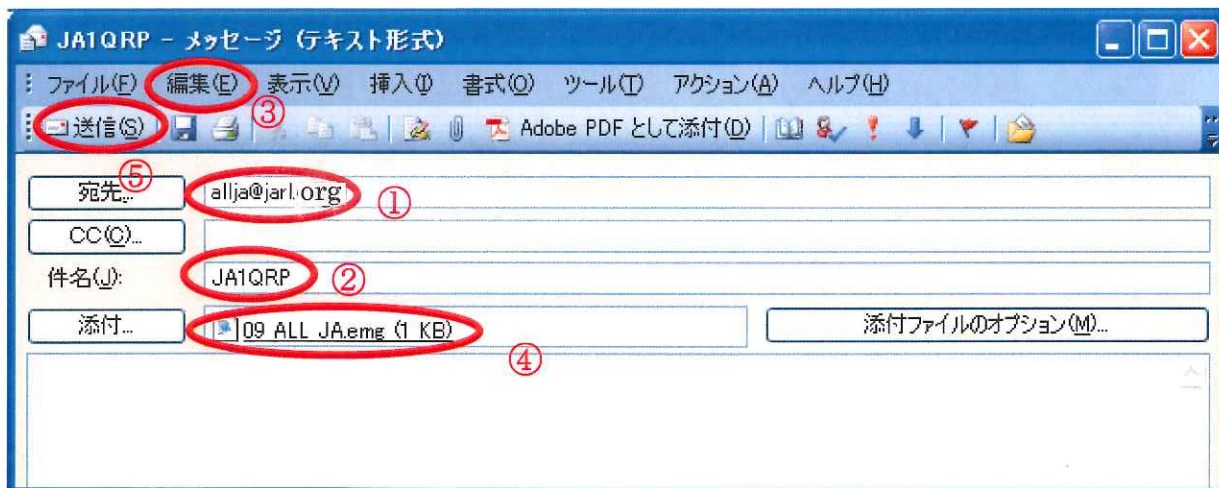 JA1QRP - メッセージ (テキスト形式)
ファイル(F) 編集(E) 表示(V) 挿入(I) 書式(O) ツール(T) アクション(A) ヘルプ(H)
③
送信(S) Adobe PDF として添付(D)
⑤
宛先... allja@jarl.org ①
CC(C)...
件名(J): JA1QRP ②
添付... 09 ALL JA.emg (1 KB) 添付ファイルのオプション(M)...
④